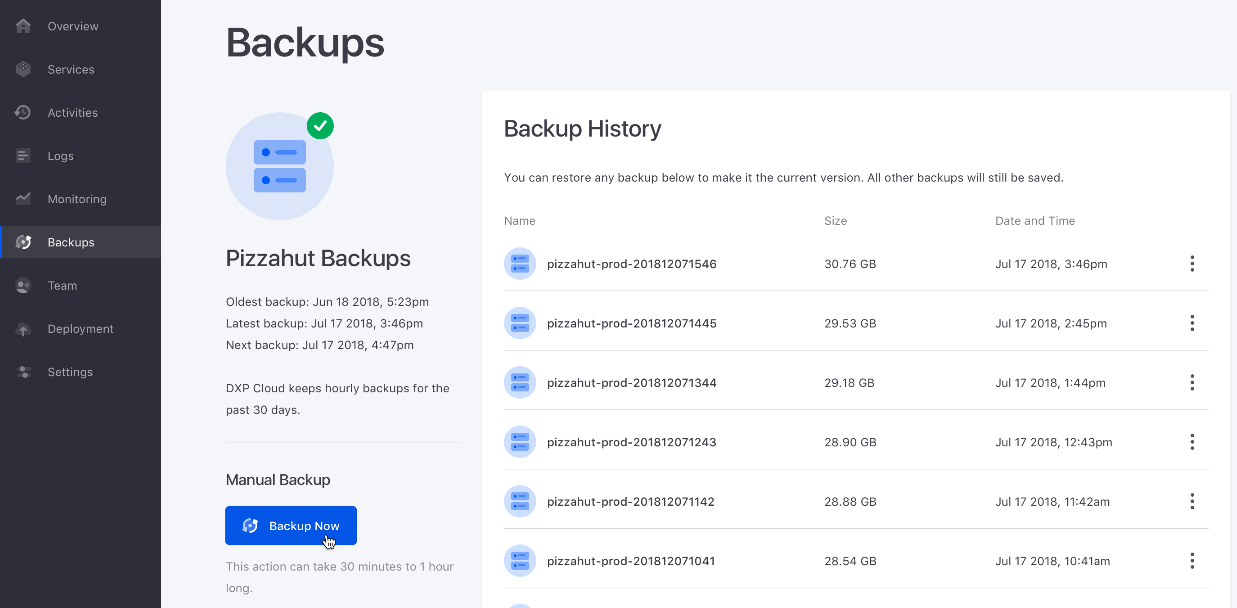 Overview
Services
Activities
Logs
Monitoring
Backups
Team
Deployment
Settings
Backups
Pizzahut Backups
Oldest backup: Jun 18 2018, 5:23pm
Latest backup: Jul 17 2018, 3:46pm
Next backup: Jul 17 2018, 4:47pm
DXP Cloud keeps hourly backups for the
past 30 days.
Manual Backup
Backup Now
This action can take 30 minutes to 1 hour
long.
Backup History
You can restore any backup below to make it the current version. All other backups will still be saved.
Name Size Date and Time
pizzahut-prod-201812071546 30.76 GB Jul 17 2018, 3:46pm
pizzahut-prod-201812071445 29.53 GB Jul 17 2018, 2:45pm
pizzahut-prod-201812071344 29.18 GB Jul 17 2018, 1:44pm
pizzahut-prod-201812071243 28.90 GB Jul 17 2018, 12:43pm
pizzahut-prod-201812071142 28.88 GB Jul 17 2018, 11:42am
pizzahut-prod-201812071041 28.54 GB Jul 17 2018, 10:41am